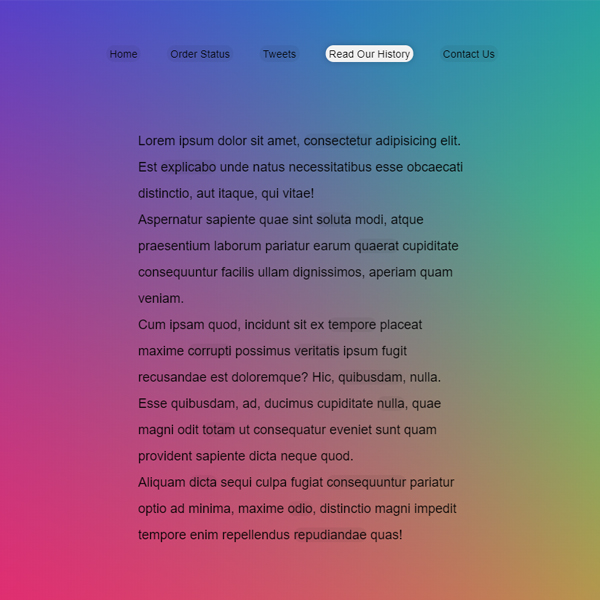 Home Order Status Tweets Read Our History Contact Us
Lorem ipsum dolor sit amet, consectetur adipisicing elit.
Est explicabo unde natus necessitatibus esse obcaecati
distinctio, aut itaque, qui vitae!
Aspernatur sapiente quae sint soluta modi, atque
praesentium laborum pariatur earum quaerat cupiditate
consequuntur facilis ullam dignissimos, aperiam quam
veniam.
Cum ipsam quod, incidunt sit ex tempore placeat
maxime corrupti possimus veritatis ipsum fugit
recusandae est doloremque? Hic, quibusdam, nulla.
Esse quibusdam, ad, ducimus cupiditate nulla, quae
magni odit totam ut consequatur eveniet sunt quam
provident sapiente dicta neque quod.
Aliquam dicta sequi culpa fugiat consequuntur pariatur
optio ad minima, maxime odio, distinctio magni impedit
tempore enim repellendus repudiandae quas!